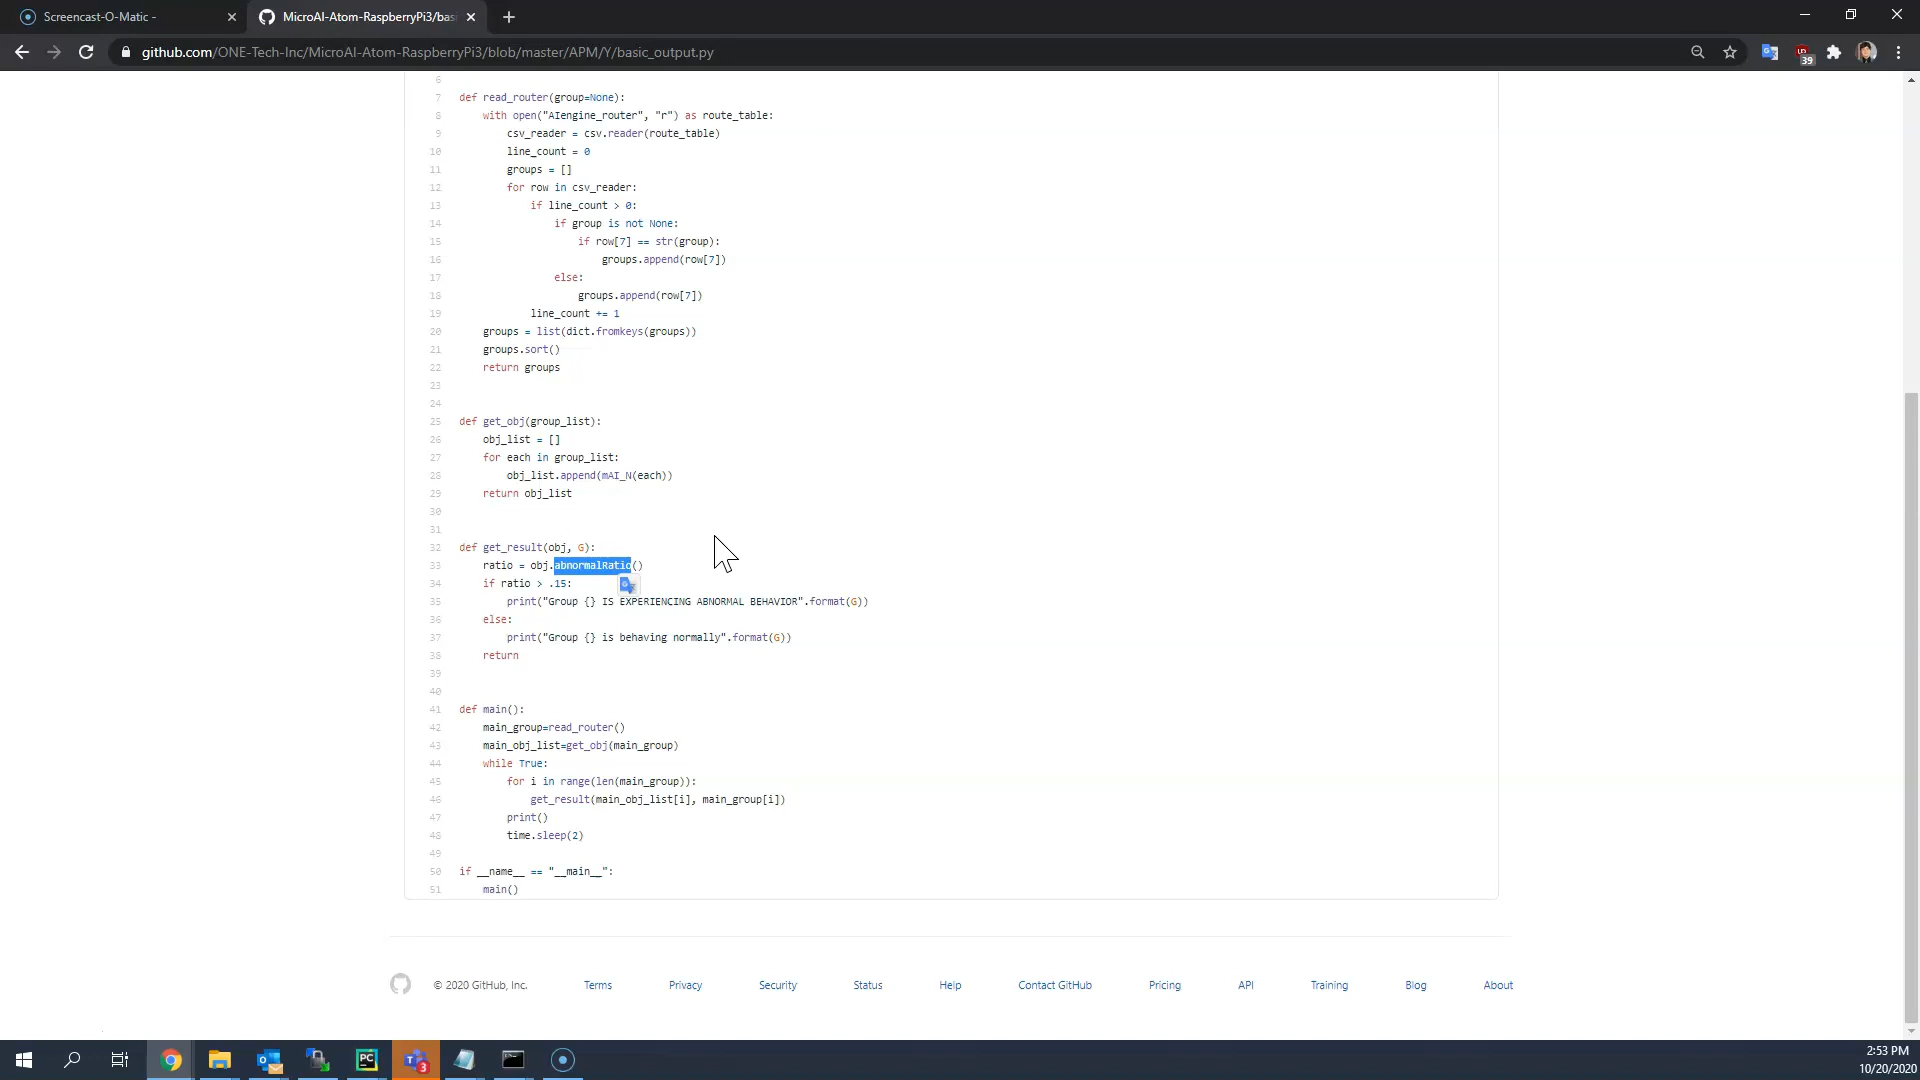 Screencast-O-Matic -
MicroAI-Atom-RaspberryPi3/bas
github.com/ONE-Tech-Inc/MicroAI-Atom-RaspberryPi3/blob/master/APM/Y/basic_output.py
39
6
7 def read_router(group=None):
8 with open("AIengine_router", "r") as route_table:
9 csv_reader = csv.reader(route_table)
10 line_count = 0
11 groups = []
12 for row in csv_reader:
13 if line_count > 0:
14 if group is not None:
15 if row[7] == str(group):
16 groups.append(row[7])
17 else:
18 groups.append(row[7])
19 line_count += 1
20 groups = list(dict.fromkeys(groups))
21 groups.sort()
22 return groups
23
24
25 def get_obj(group_list):
26 obj_list = []
27 for each in group_list:
28 obj_list.append(mAI_N(each))
29 return obj_list
30
31
32 def get_result(obj, G):
33 ratio = obj.abnormalRatio()
34 if ratio > .15:
35 print("Group {} IS EXPERIENCING ABNORMAL BEHAVIOR".format(G))
36 else:
37 print("Group {} is behaving normally".format(G))
38 return
39
40
41 def main():
42 main_group=read_router()
43 main_obj_list=get_obj(main_group)
44 while True:
45 for i in range(len(main_group)):
46 get_result(main_obj_list[i], main_group[i])
47 print()
48 time.sleep(2)
49
50 if __name__ == "__main__":
51 main()
© 2020 GitHub, Inc. Terms Privacy Security Status Help Contact GitHub Pricing API Training Blog About
PC
3
2:53 PM
10/20/2020